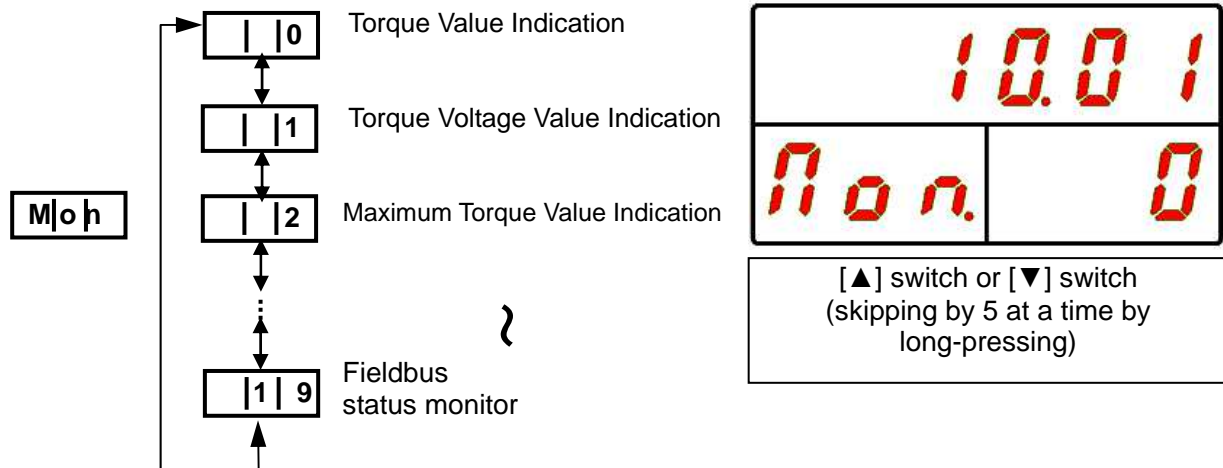 | |0
Torque Value Indication
| |1
Torque Voltage Value Indication
M|o|n
| |2
Maximum Torque Value Indication
⋮
~
|1|9
Fieldbus
status monitor
10.01
Mon.
0
[▲] switch or [▼] switch
(skipping by 5 at a time by
long-pressing)